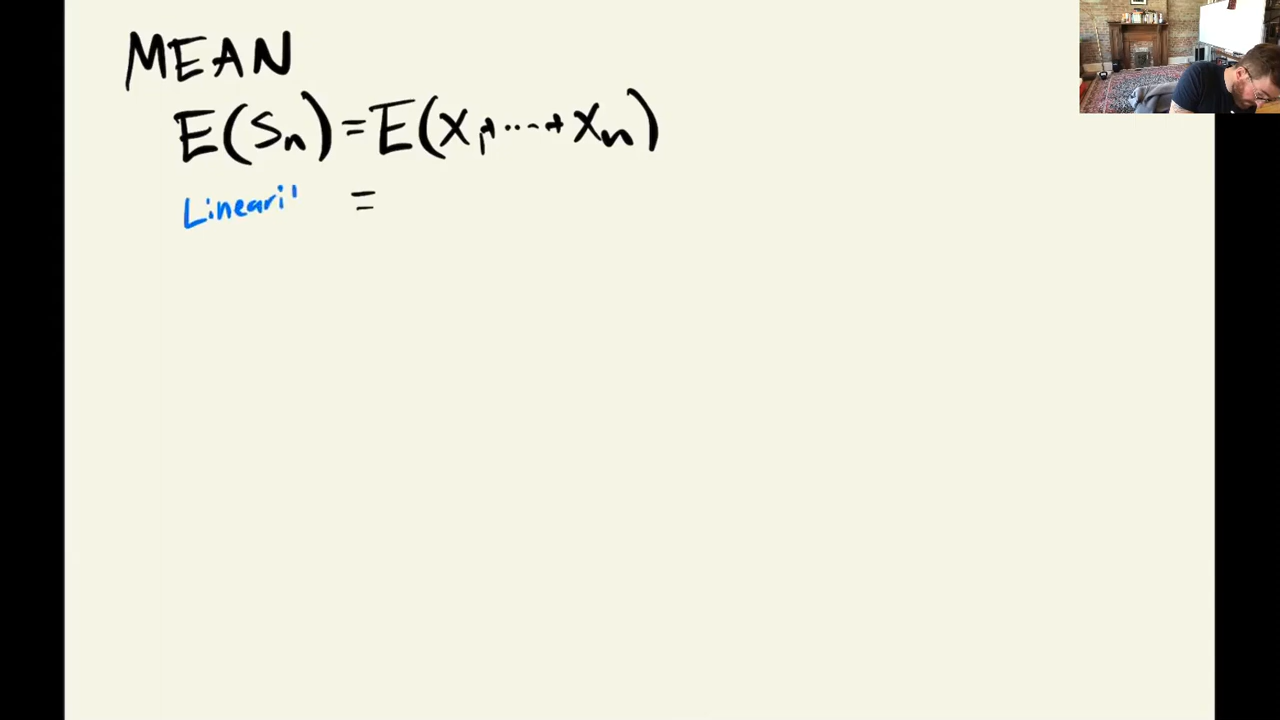 MEAN
E(Sn)=E(X1+...+Xn)
Lineari' =